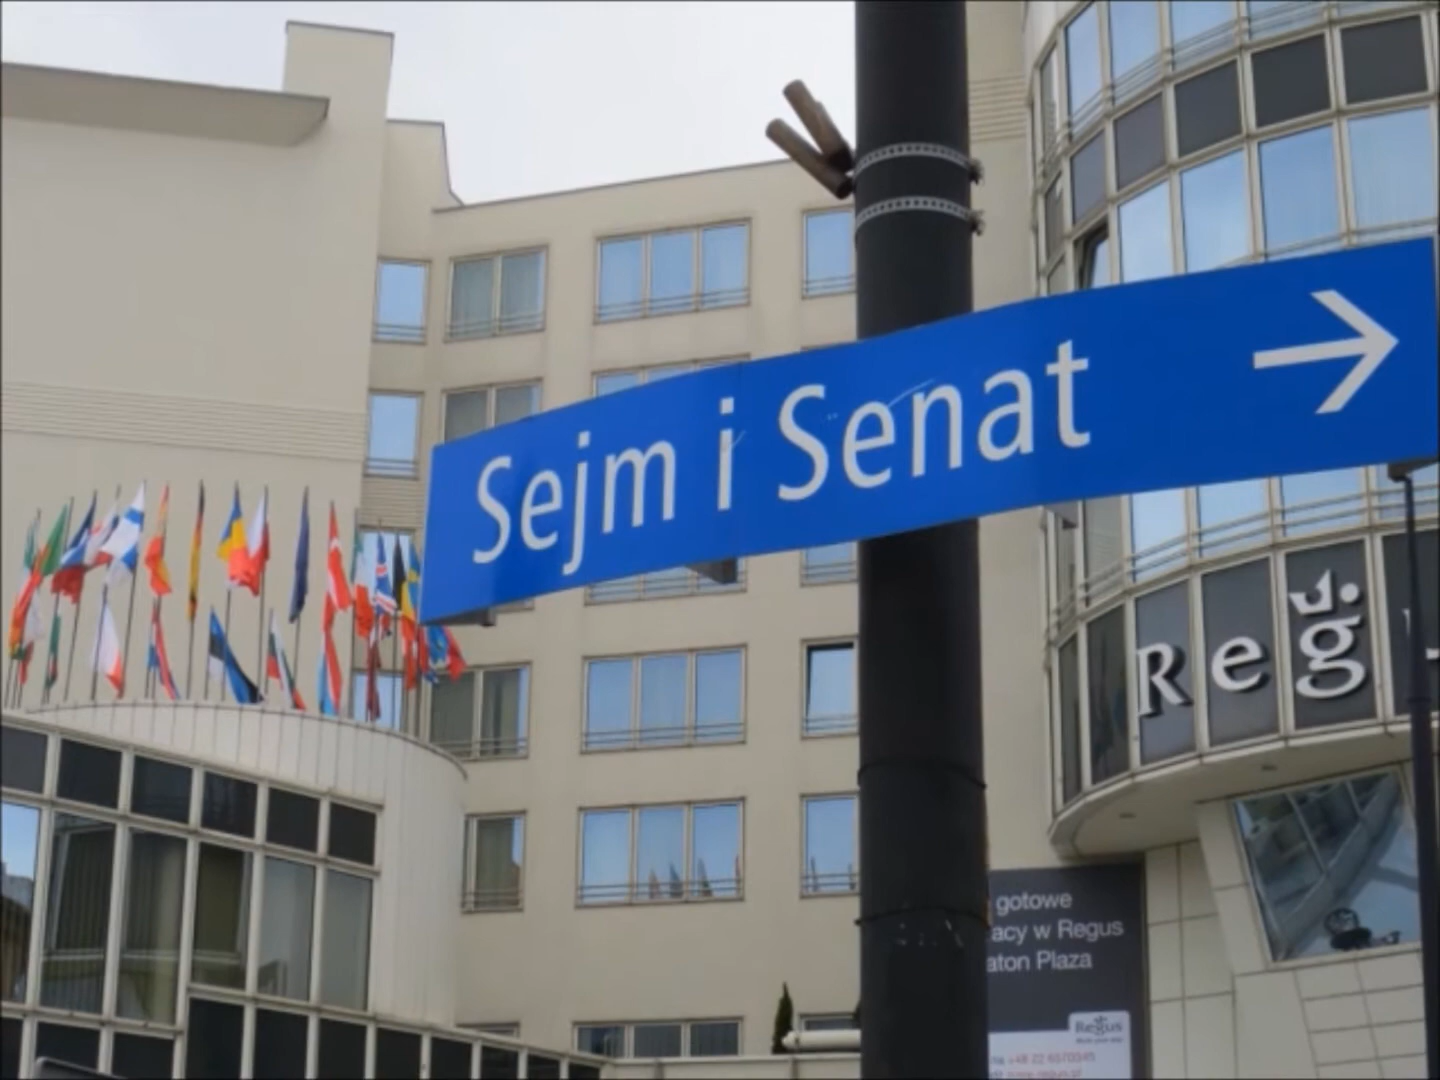 Sejm i Senat
Reg
gotowe
acy w Regus
aton Plaza
Regus